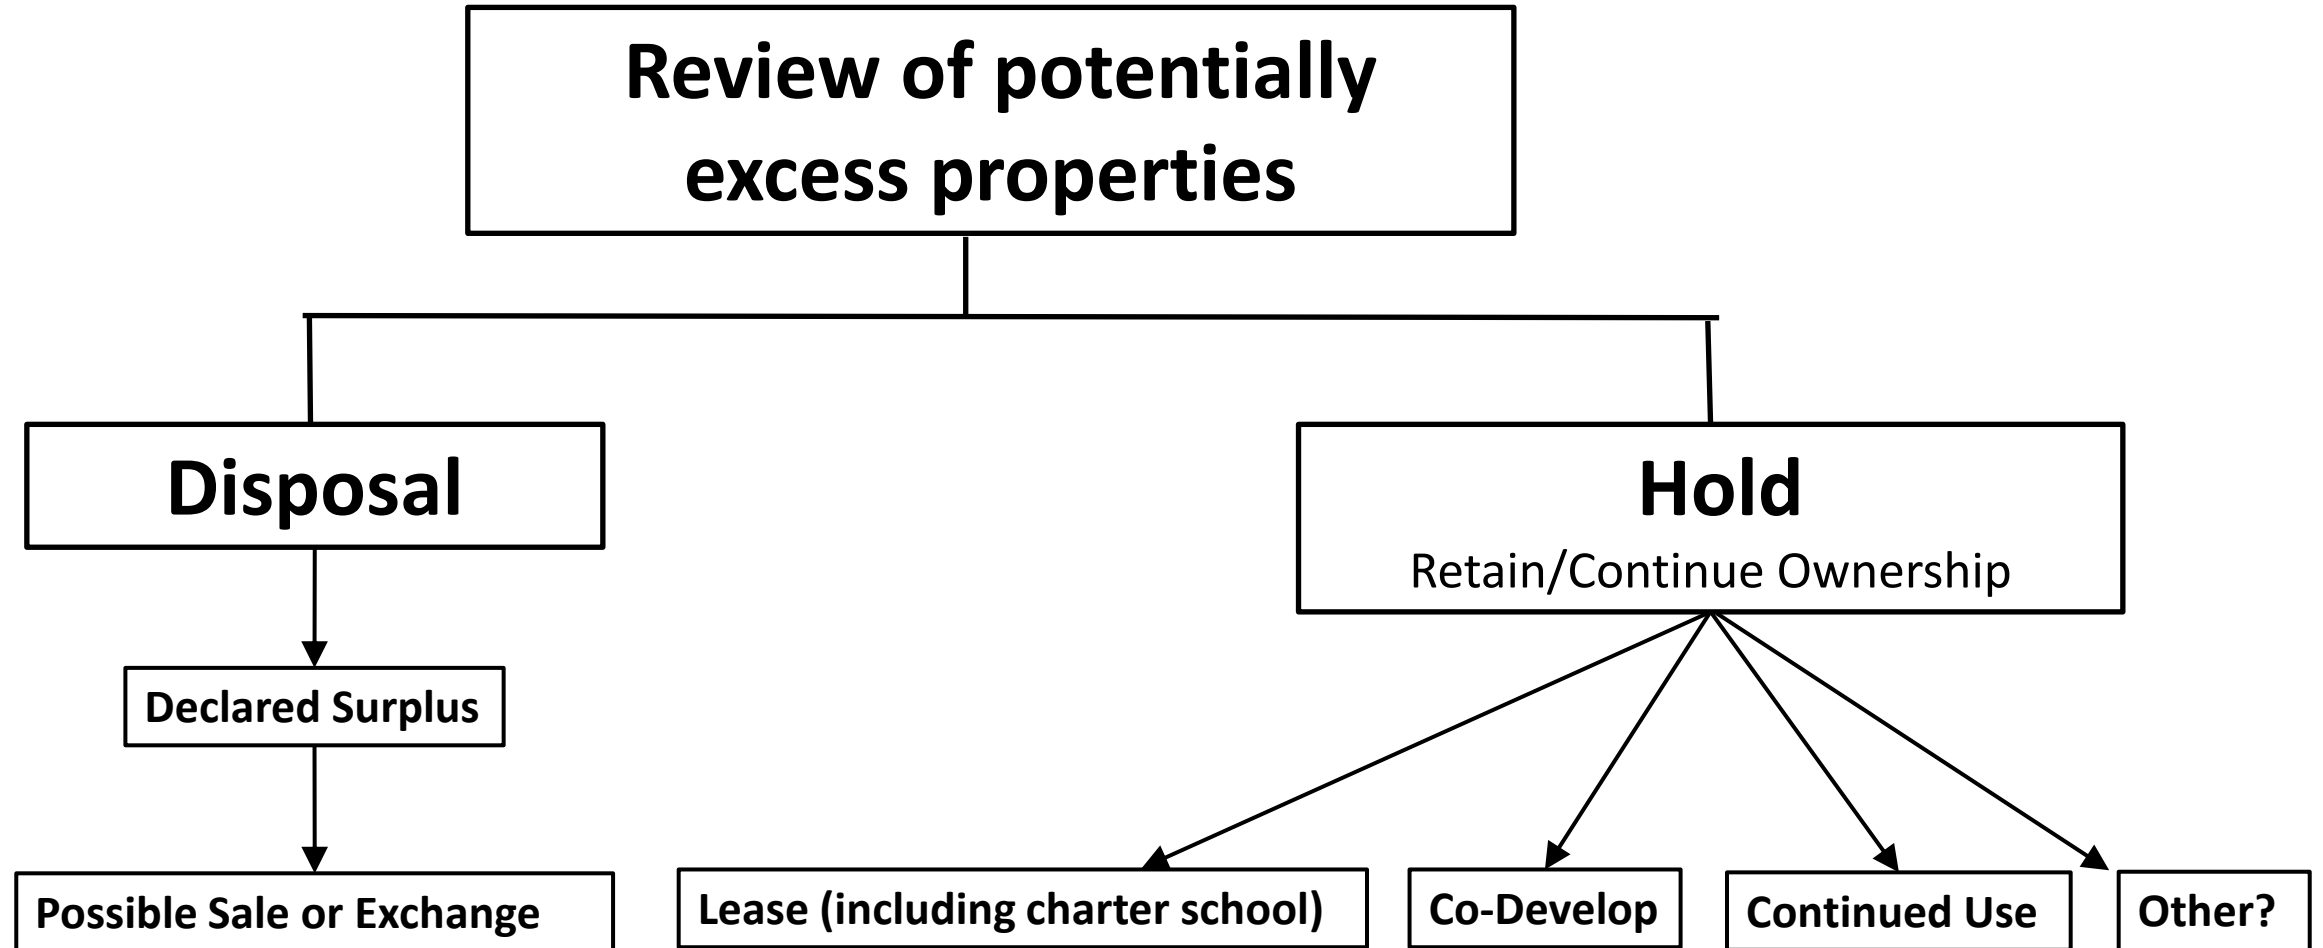 Review of potentially
excess properties
Disposal
Hold
Retain/Continue Ownership
Declared Surplus
Possible Sale or Exchange
Lease (including charter school)
Co-Develop
Continued Use
Other?